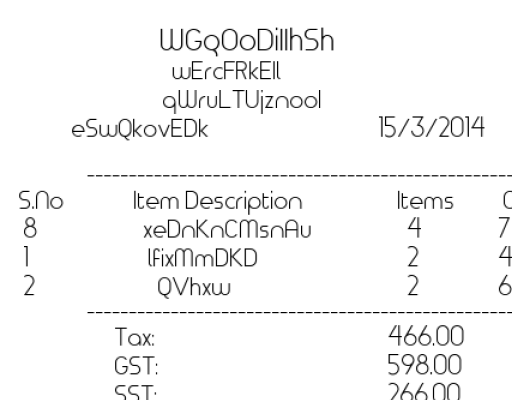 WGqOoDillhSh
wErcFRkEll
qWruLTUjznool
eSwQkovEDk 15/3/2014
S.No Item Description Items
8 xeDnKnCMsnAu 4 7
1 lfixMmDKD 2 4
2 QVhxw 2 6
Tax: 466.00
GST: 598.00
SST: 266.00